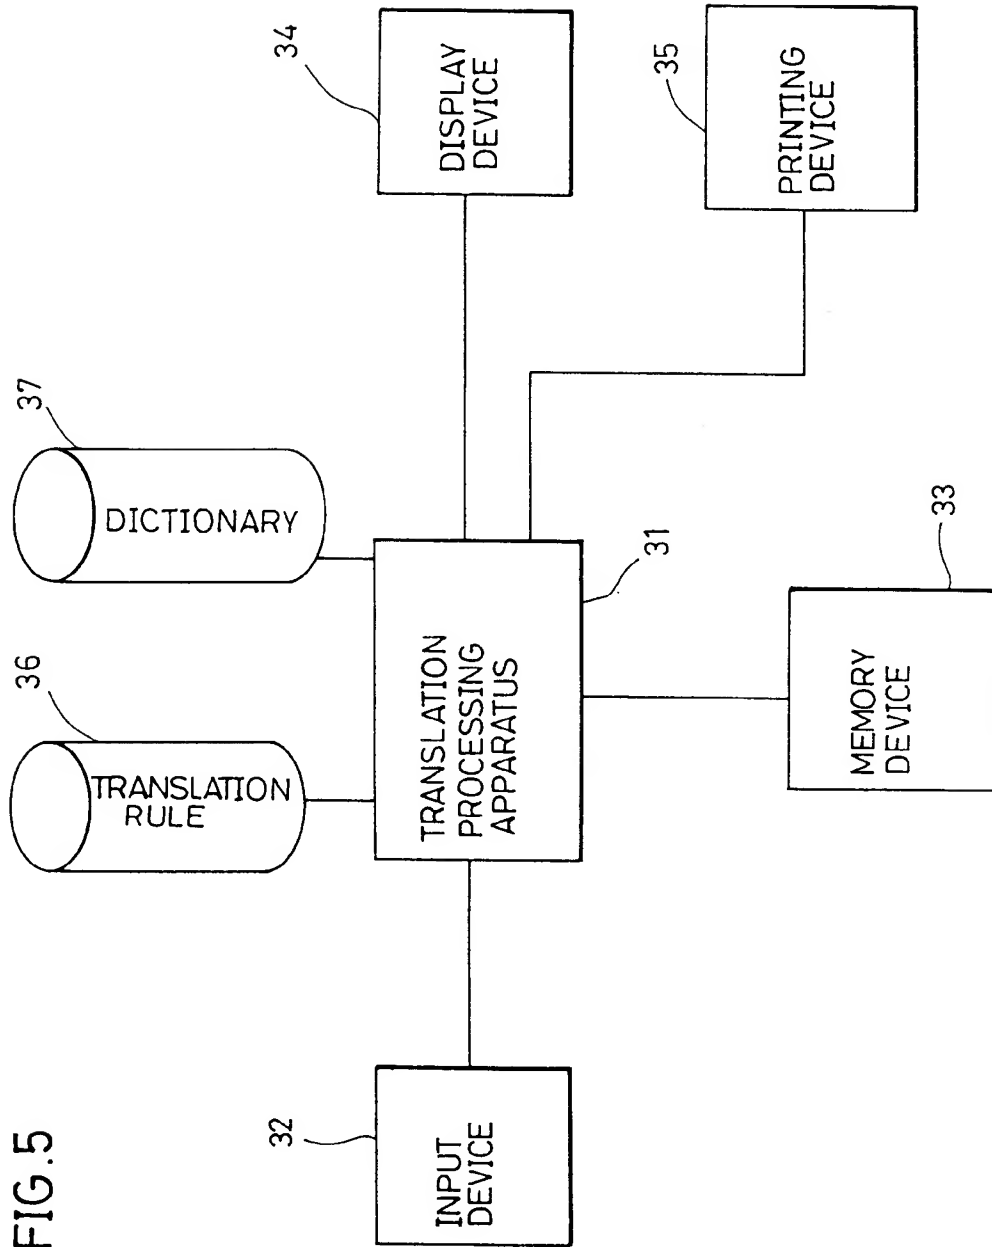 FIG.5
36
TRANSLATION
RULE
37
DICTIONARY
32
INPUT
DEVICE
TRANSLATION
PROCESSING
APPARATUS
31
34
DISPLAY
DEVICE
35
PRINTING
DEVICE
MEMORY
DEVICE
33